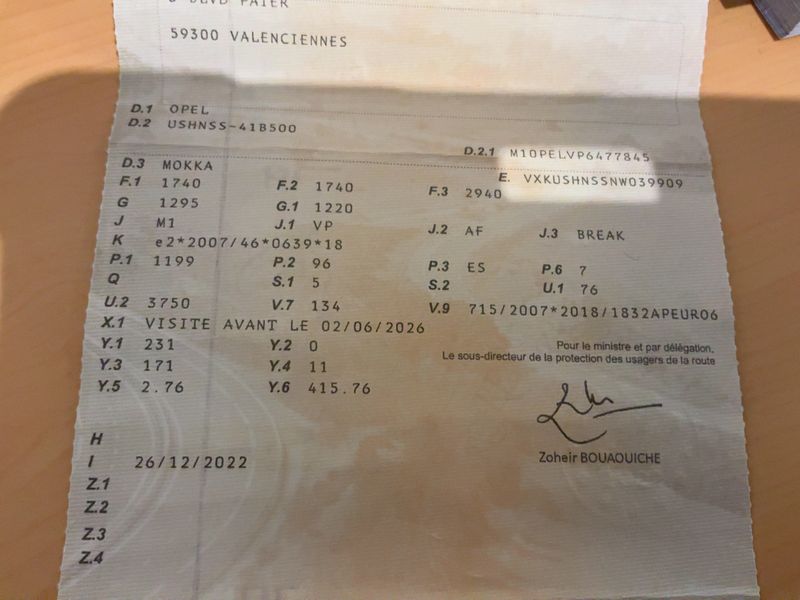 BLVD PATER
59300 VALENCIENNES
D.1 OPEL
D.2 USHNSS-41B500
D.2.1 M10PELVP6477845
D.3 MOKKA
E. VXKUSHNSSNW039909
F.1 1740 F.2 1740 F.3 2940
G 1295 G.1 1220
J M1 J.1 VP J.2 AF J.3 BREAK
K e2*2007/46*0639*18
P.1 1199 P.2 96 P.3 ES P.6 7
Q S.1 5 S.2 U.1 76
U.2 3750 V.7 134 V.9 715/2007*2018/1832APEURO6
X.1 VISITE AVANT LE 02/06/2026
Y.1 231 Y.2 0
Y.3 171 Y.4 11
Y.5 2.76 Y.6 415.76
Pour le ministre et par délégation,
Le sous-directeur de la protection des usagers de la route
Zoheir BOUAOUICHE
H
I 26/12/2022
Z.1
Z.2
Z.3
Z.4